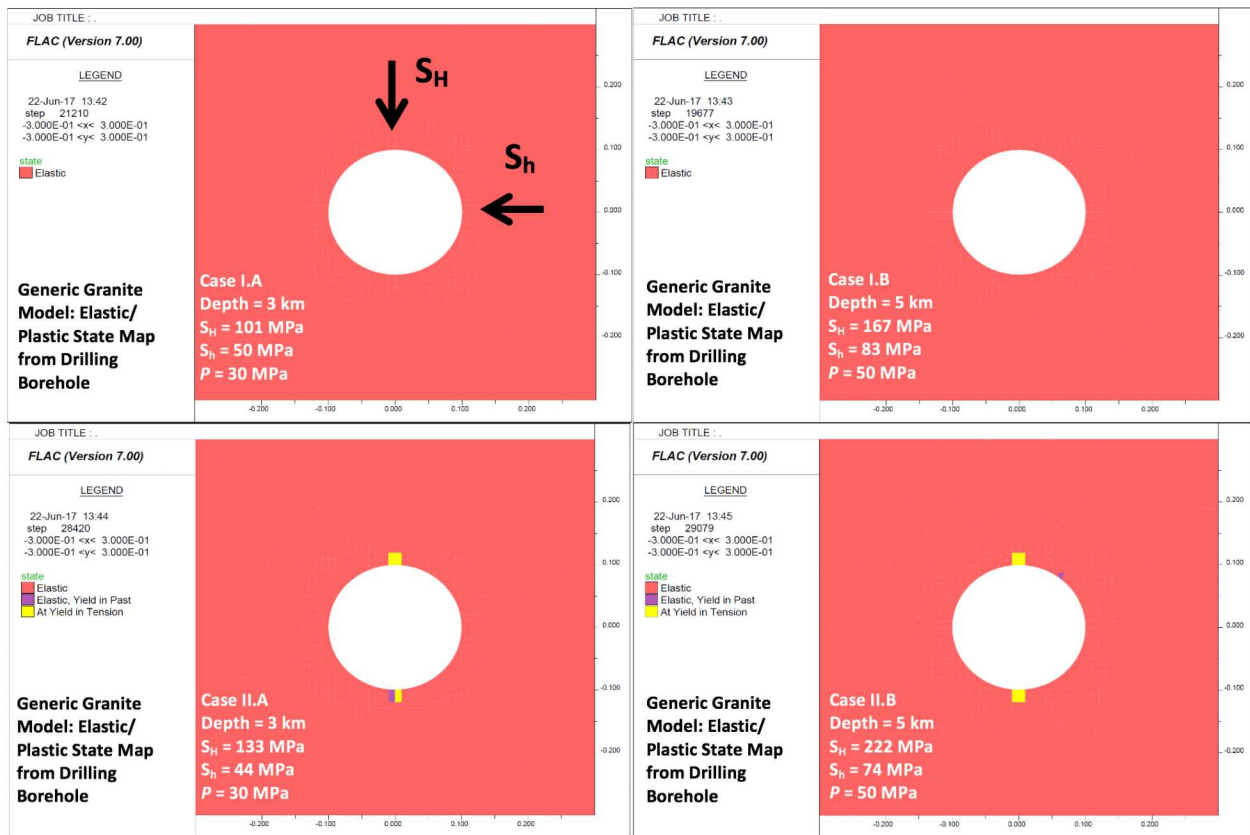 JOB TITLE : .
FLAC (Version 7.00)
LEGEND
22-Jun-17 13:42
step 21210
-3.000E-01 <x< 3.000E-01
-3.000E-01 <y< 3.000E-01
state
Elastic
Generic Granite
Model: Elastic/
Plastic State Map
from Drilling
Borehole
SH
Sh
Case I.A
Depth = 3 km
SH = 101 MPa
Sh = 50 MPa
P = 30 MPa
0.200
0.100
0.000
-0.100
-0.200
-0.200 -0.100 0.000 0.100 0.200
JOB TITLE : .
FLAC (Version 7.00)
LEGEND
22-Jun-17 13:43
step 19677
-3.000E-01 <x< 3.000E-01
-3.000E-01 <y< 3.000E-01
state
Elastic
Generic Granite
Model: Elastic/
Plastic State Map
from Drilling
Borehole
Case I.B
Depth = 5 km
SH = 167 MPa
Sh = 83 MPa
P = 50 MPa
0.200
0.100
0.000
-0.100
-0.200
-0.200 -0.100 0.000 0.100 0.200
JOB TITLE : .
FLAC (Version 7.00)
LEGEND
22-Jun-17 13:44
step 28420
-3.000E-01 <x< 3.000E-01
-3.000E-01 <y< 3.000E-01
state
Elastic
Elastic, Yield in Past
At Yield in Tension
Generic Granite
Model: Elastic/
Plastic State Map
from Drilling
Borehole
Case II.A
Depth = 3 km
SH = 133 MPa
Sh = 44 MPa
P = 30 MPa
0.200
0.100
0.000
-0.100
-0.200
-0.200 -0.100 0.000 0.100 0.200
JOB TITLE : .
FLAC (Version 7.00)
LEGEND
22-Jun-17 13:45
step 29079
-3.000E-01 <x< 3.000E-01
-3.000E-01 <y< 3.000E-01
state
Elastic
Elastic, Yield in Past
At Yield in Tension
Generic Granite
Model: Elastic/
Plastic State Map
from Drilling
Borehole
Case II.B
Depth = 5 km
SH = 222 MPa
Sh = 74 MPa
P = 50 MPa
0.200
0.100
0.000
-0.100
-0.200
-0.200 -0.100 0.000 0.100 0.200